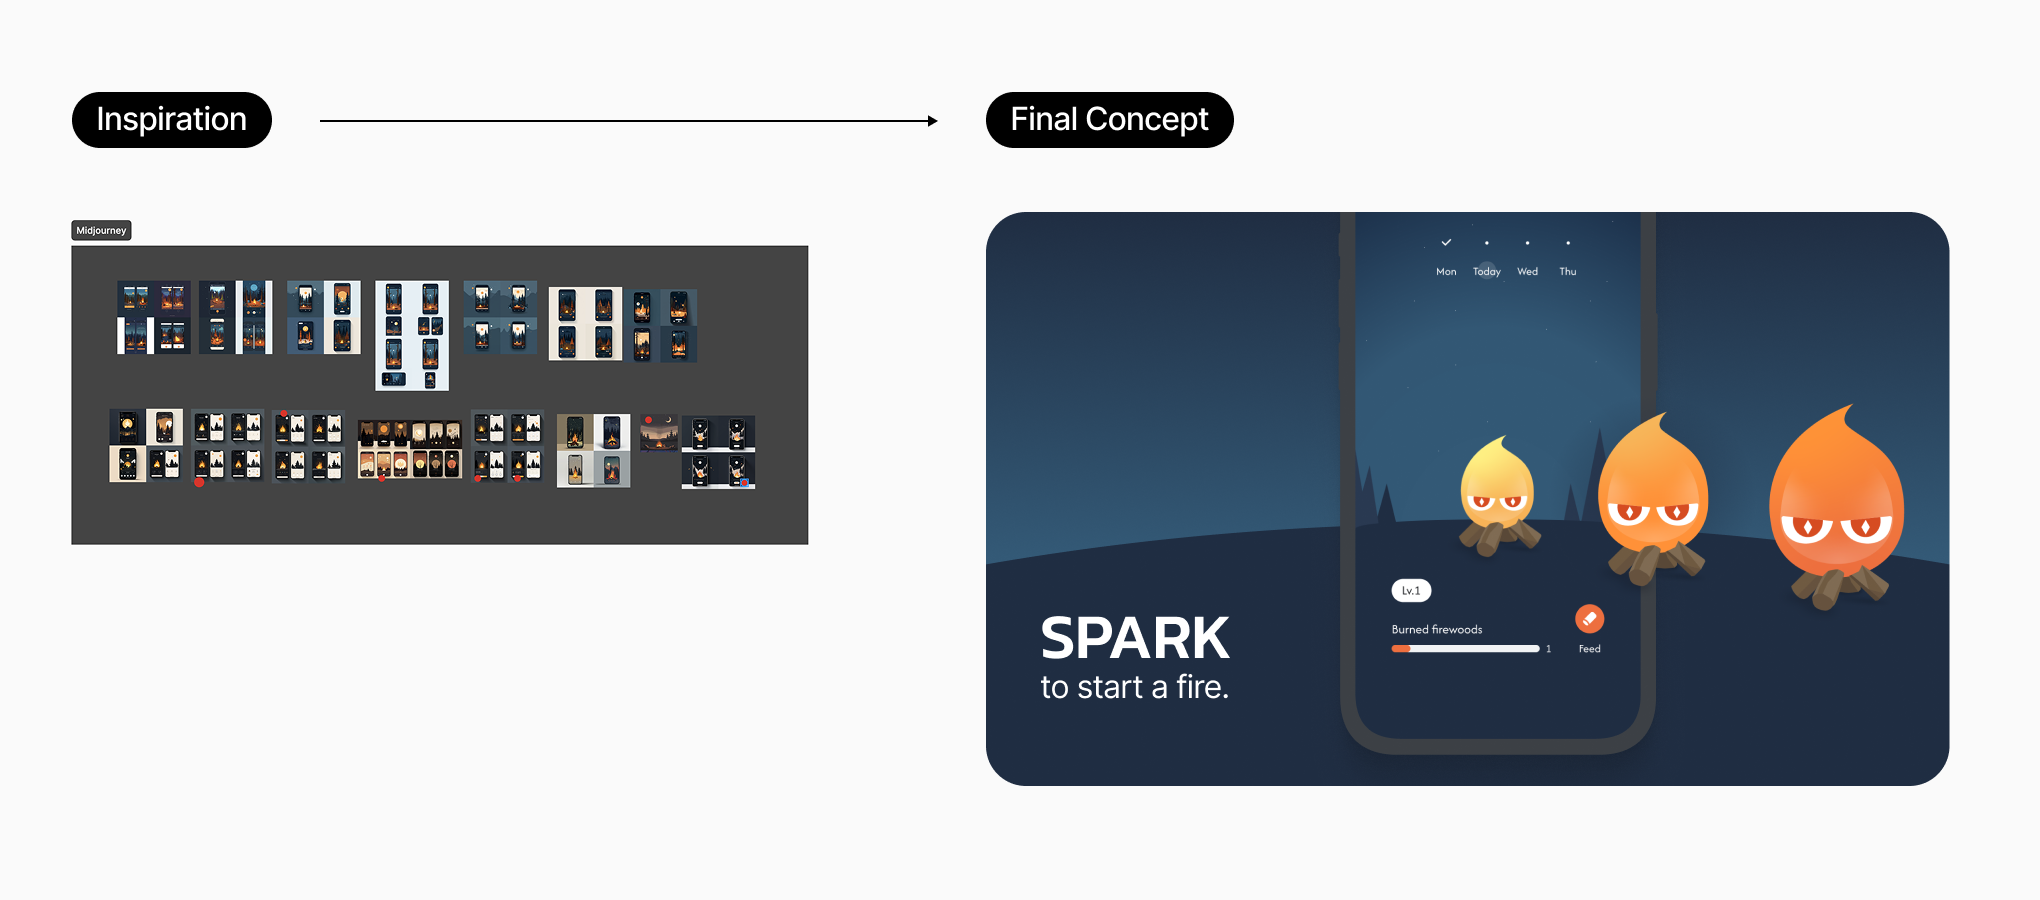 Inspiration
Final Concept
Midjourney
Mon Today Wed Thu
Lv.1
Burned firewoods
1
Feed
SPARK
to start a fire.